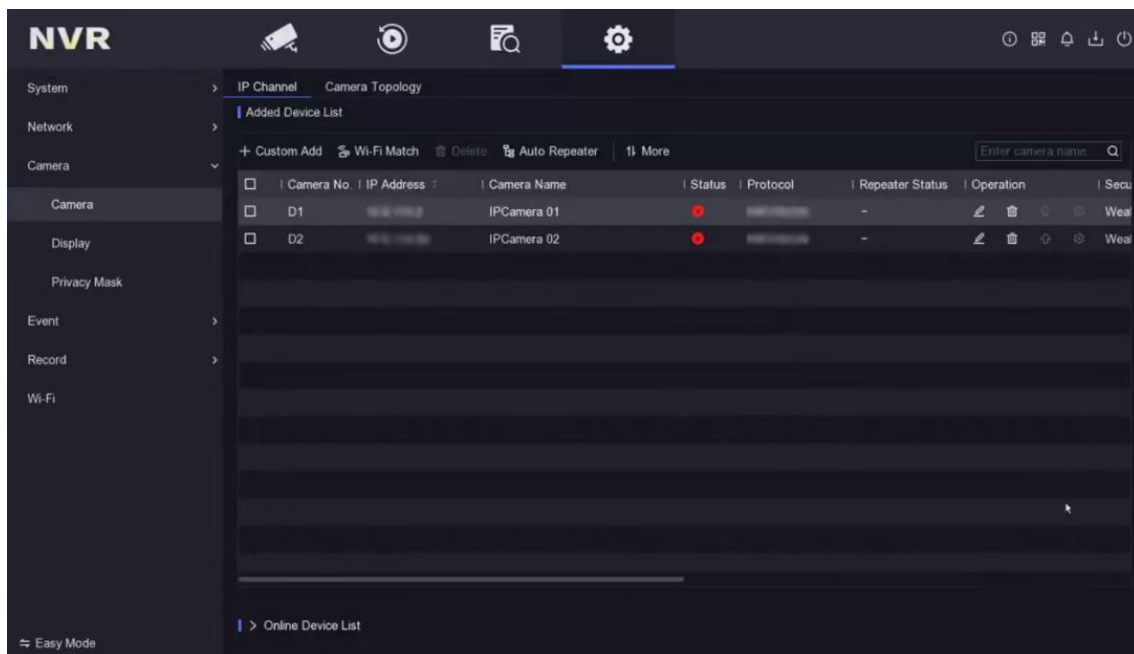 NVR
System
Network
Camera
Camera
Display
Privacy Mask
Event
Record
Wi-Fi
Easy Mode
IP Channel Camera Topology
Added Device List
Custom Add Wi-Fi Match Delete Auto Repeater More
Enter camera name
Camera No. IP Address Camera Name Status Protocol Repeater Status Operation Secu
D1 IPCamera 01 – Weal
D2 IPCamera 02 – Weal
Online Device List